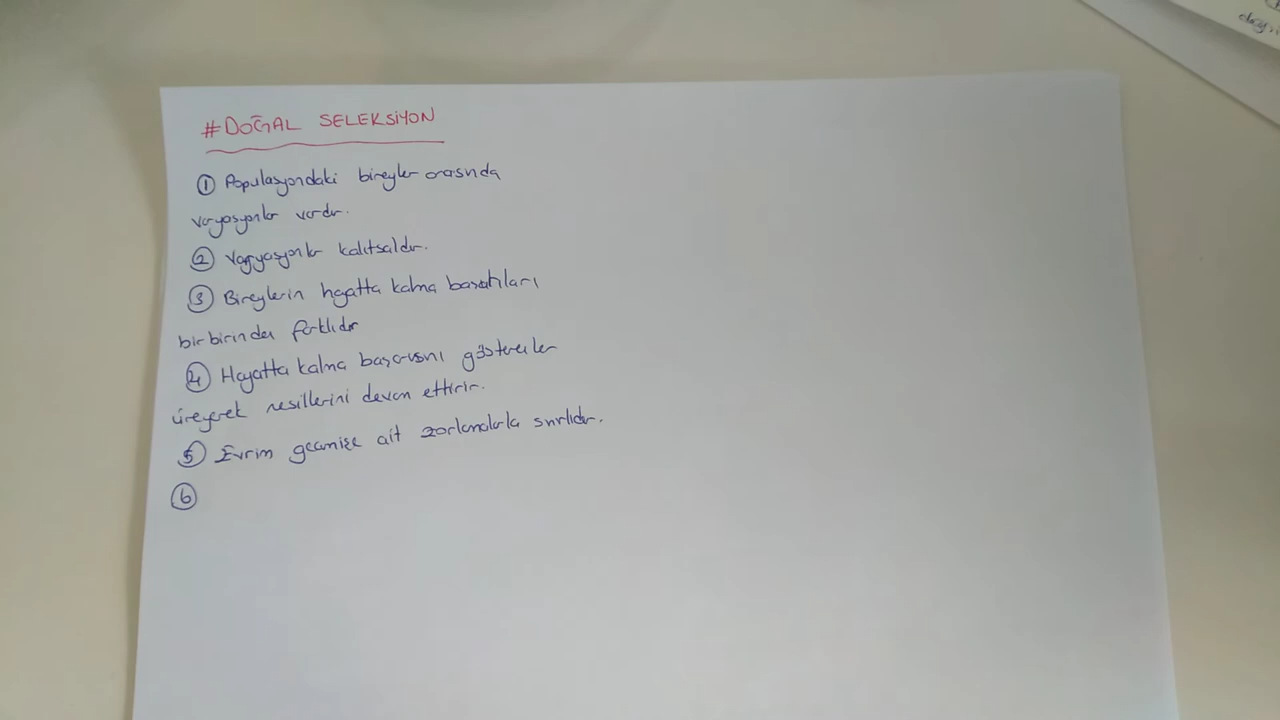 #DOĞAL SELEKSİYON
① Populasyondaki bireyler arasında
varyasyonlar vardır.
② Varyasyonlar kalıtsaldır.
③ Bireylerin hayatta kalma başarıları
birbirinden farklıdır
④ Hayatta kalma başarısını gösterenler
üreyerek nesillerini devam ettirir.
⑤ Evrim geçmişe ait zorlamalarla sınırlıdır.
⑥